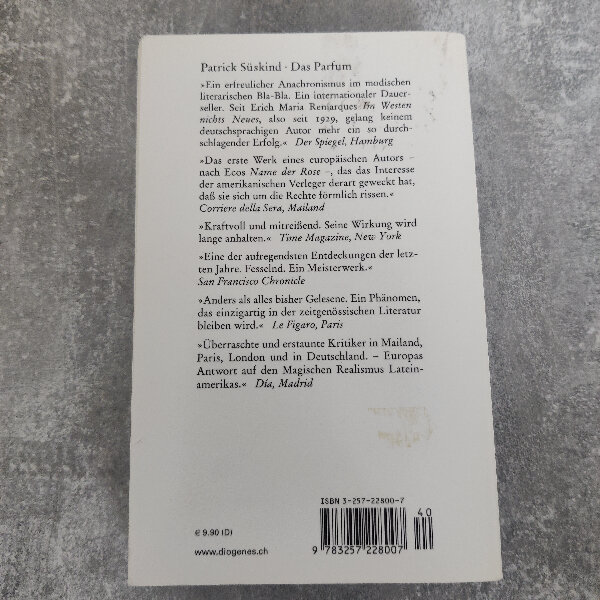 Patrick Süskind · Das Parfum
»Ein erfreulicher Anachronismus im modischen
literarischen Bla-Bla. Ein internationaler Dauer-
seller. Seit Erich Maria Remarques Im Westen
nichts Neues, also seit 1929, gelang keinem
deutschsprachigen Autor mehr ein so durch-
schlagender Erfolg.« Der Spiegel, Hamburg
»Das erste Werk eines europäischen Autors –
nach Ecos Name der Rose –, das das Interesse
der amerikanischen Verleger derart geweckt hat,
daß sie sich um die Rechte förmlich rissen.«
Corriere della Sera, Mailand
»Kraftvoll und mitreißend. Seine Wirkung wird
lange anhalten.« Time Magazine, New York
»Eine der aufregendsten Entdeckungen der letz-
ten Jahre. Fesselnd. Ein Meisterwerk.«
San Francisco Chronicle
»Anders als alles bisher Gelesene. Ein Phänomen,
das einzigartig in der zeitgenössischen Literatur
bleiben wird.« Le Figaro, Paris
»Überraschte und erstaunte Kritiker in Mailand,
Paris, London und in Deutschland. – Europas
Antwort auf den Magischen Realismus Latein-
amerikas.« Día, Madrid
ISBN 3-257-22800-7
40
€ 9.90 (D)
www.diogenes.ch
9 783257 228007